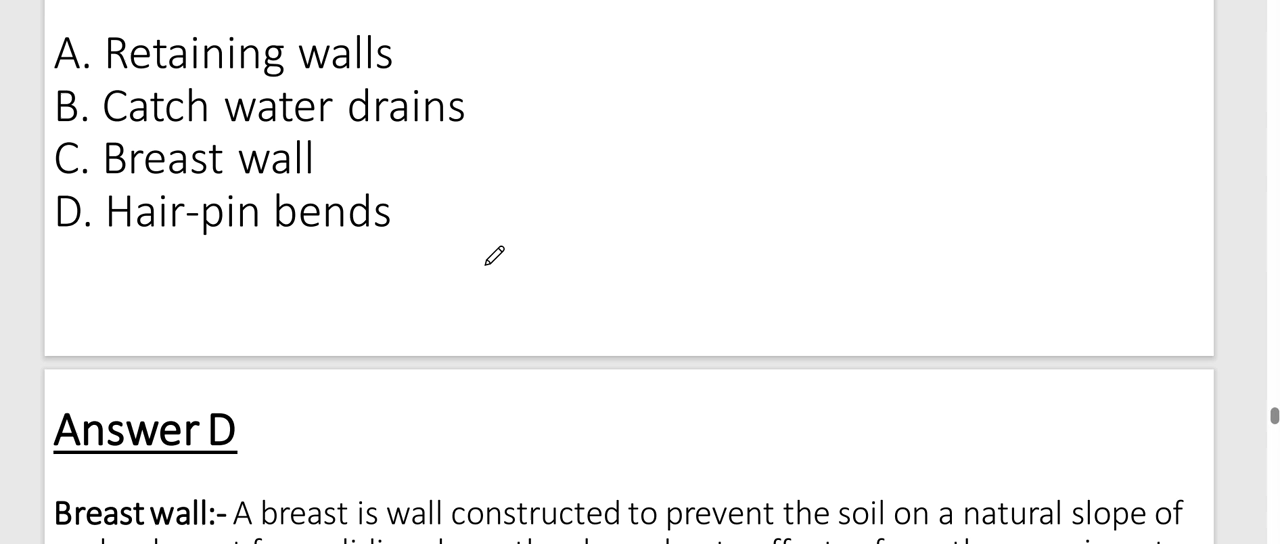 A. Retaining walls
B. Catch water drains
C. Breast wall
D. Hair-pin bends
Answer D
Breast wall:- A breast is wall constructed to prevent the soil on a natural slope of